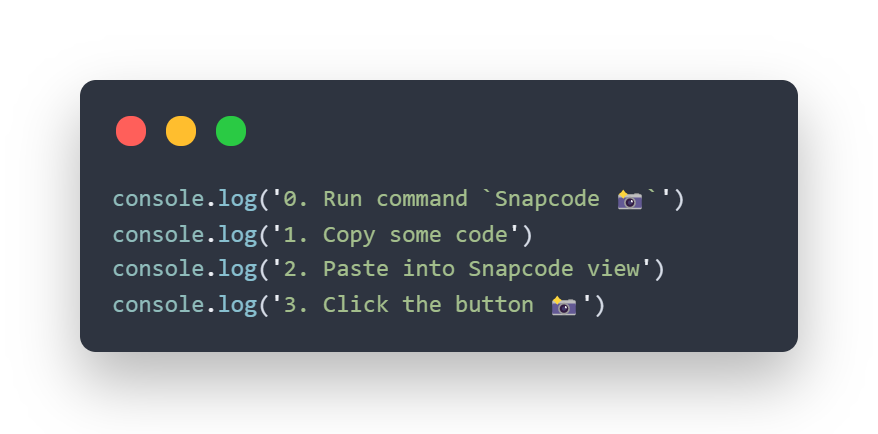 console.log('0. Run command `Snapcode 📸`')
console.log('1. Copy some code')
console.log('2. Paste into Snapcode view')
console.log('3. Click the button 📸')